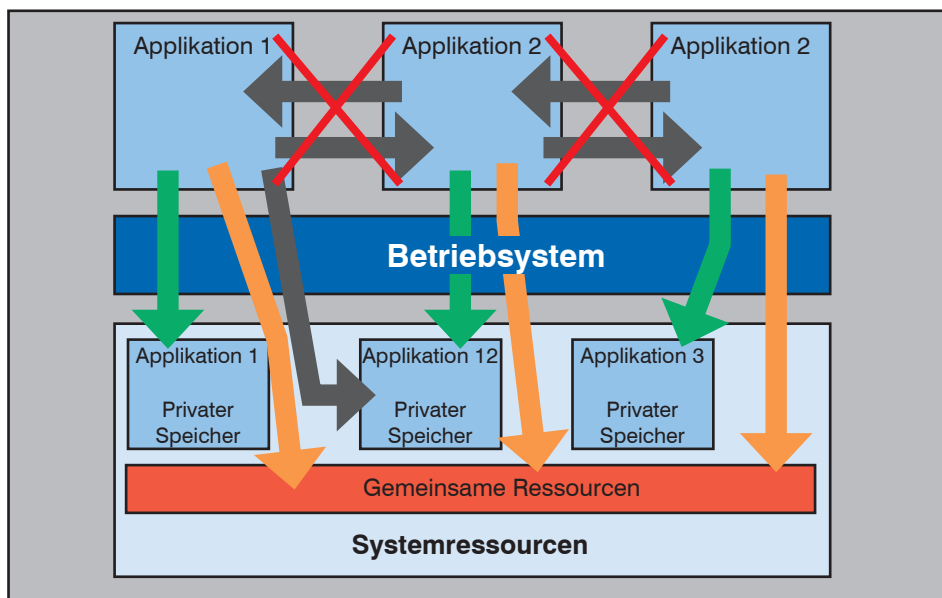 Applikation 1
Applikation 2
Applikation 2
Betriebsystem
Applikation 1
Privater
Speicher
Applikation 12
Privater
Speicher
Applikation 3
Privater
Speicher
Gemeinsame Ressourcen
Systemressourcen